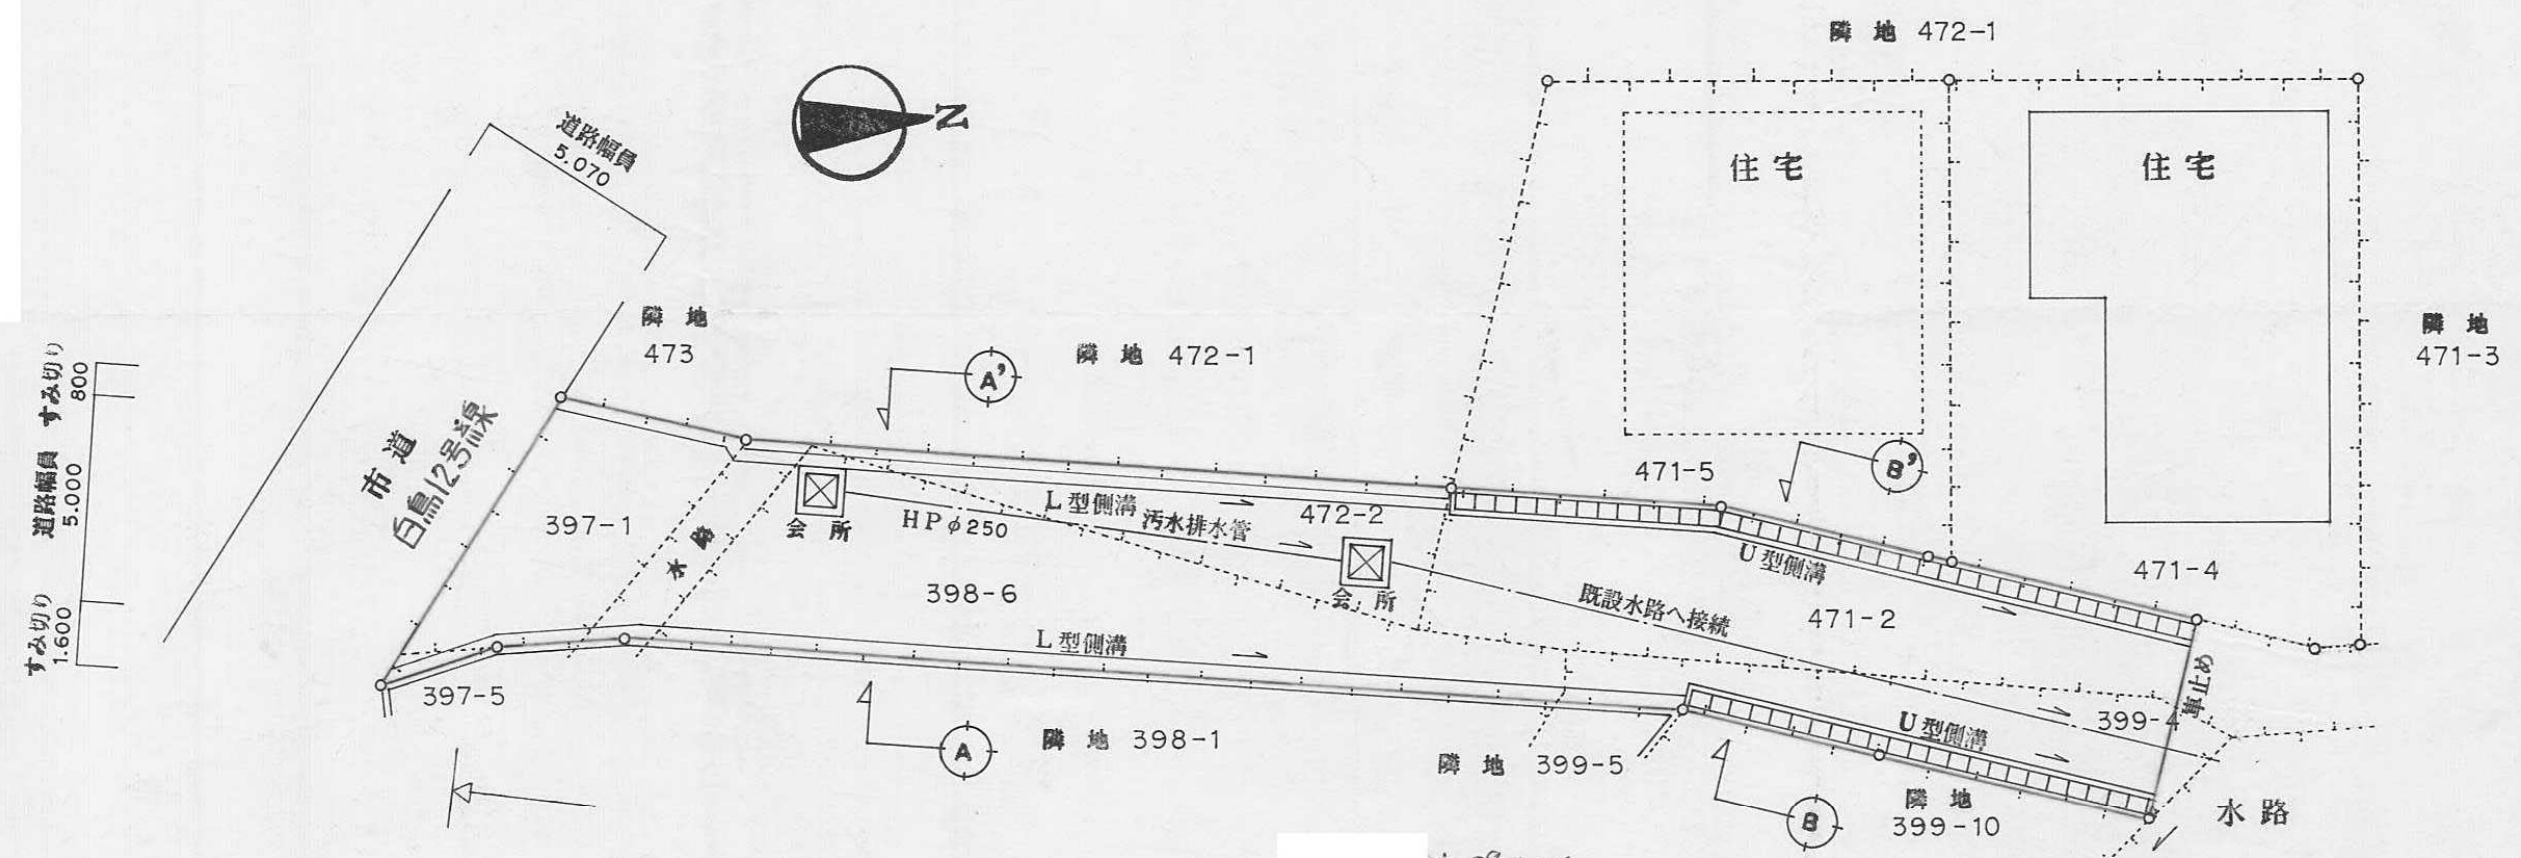 隣地 472-1
N
道路幅員
5.070
住宅
住宅
隣地
473
隣地 472-1
A'
隣地
471-3
すみ切り
800
道路幅員
5.000
すみ切り
1.600
市道
白鳥12号線
397-1
水路
会所
HPφ250
L型側溝
汚水排水管
472-2
471-5
B'
U型側溝
471-4
398-6
会所
既設水路へ接続
471-2
L型側溝
397-5
車止め
399-4
U型側溝
A
隣地 398-1
隣地 399-5
B
隣地
399-10
水路